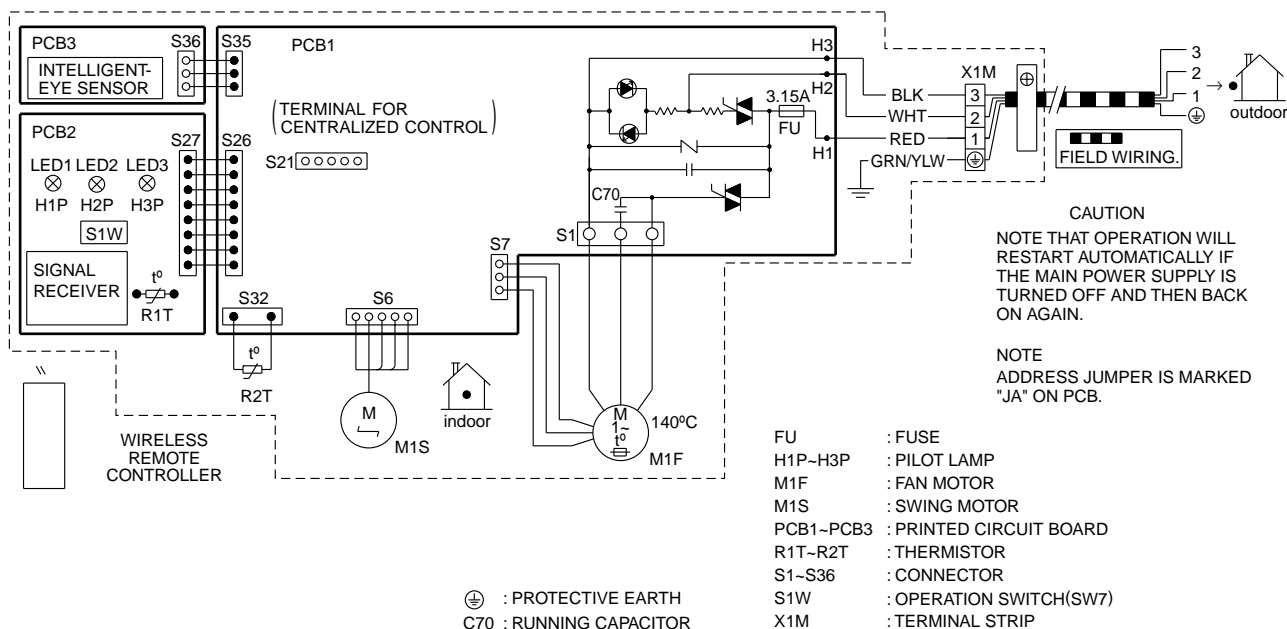 PCB3
S36
S35
PCB1
INTELLIGENT-
EYE SENSOR
(TERMINAL FOR
CENTRALIZED CONTROL)
S21
PCB2
S27
S26
LED1 LED2 LED3
H1P H2P H3P
S1W
SIGNAL
RECEIVER
t°
R1T
S32
t°
R2T
S6
M
M1S
S7
indoor
S1
C70
M
1~
t°
140ºC
M1F
3.15A
FU
H3
H2
H1
BLK
WHT
RED
GRN/YLW
X1M
3
2
1
3
2
1
outdoor
FIELD WIRING.
WIRELESS
REMOTE
CONTROLLER
CAUTION
NOTE THAT OPERATION WILL
RESTART AUTOMATICALLY IF
THE MAIN POWER SUPPLY IS
TURNED OFF AND THEN BACK
ON AGAIN.
NOTE
ADDRESS JUMPER IS MARKED
"JA" ON PCB.
: PROTECTIVE EARTH
C70 : RUNNING CAPACITOR
FU : FUSE
H1P~H3P : PILOT LAMP
M1F : FAN MOTOR
M1S : SWING MOTOR
PCB1~PCB3 : PRINTED CIRCUIT BOARD
R1T~R2T : THERMISTOR
S1~S36 : CONNECTOR
S1W : OPERATION SWITCH(SW7)
X1M : TERMINAL STRIP